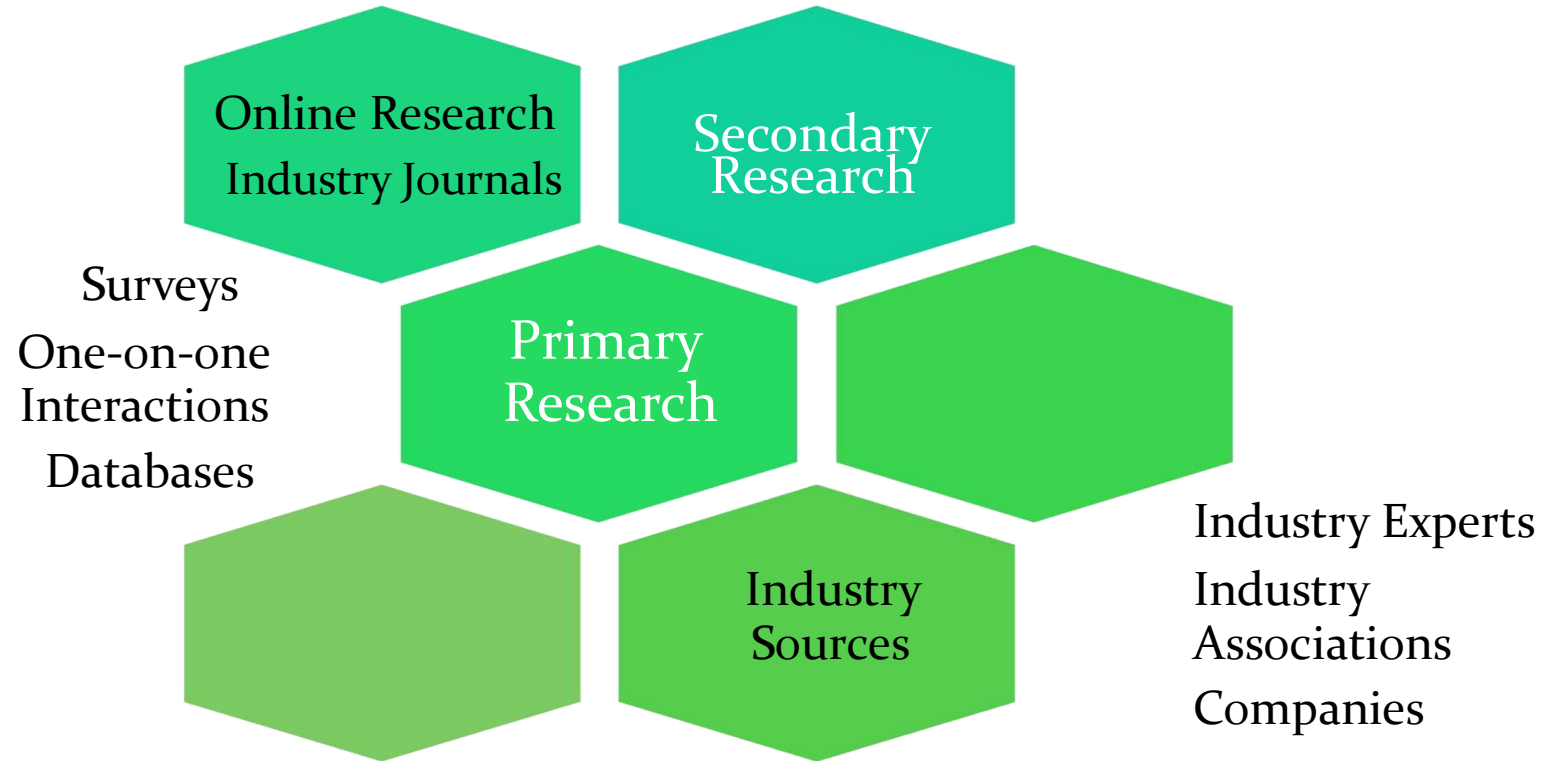 Online Research
Industry Journals
Secondary
Research
Surveys
One-on-one
Interactions
Databases
Primary
Research
Industry
Sources
Industry Experts
Industry
Associations
Companies